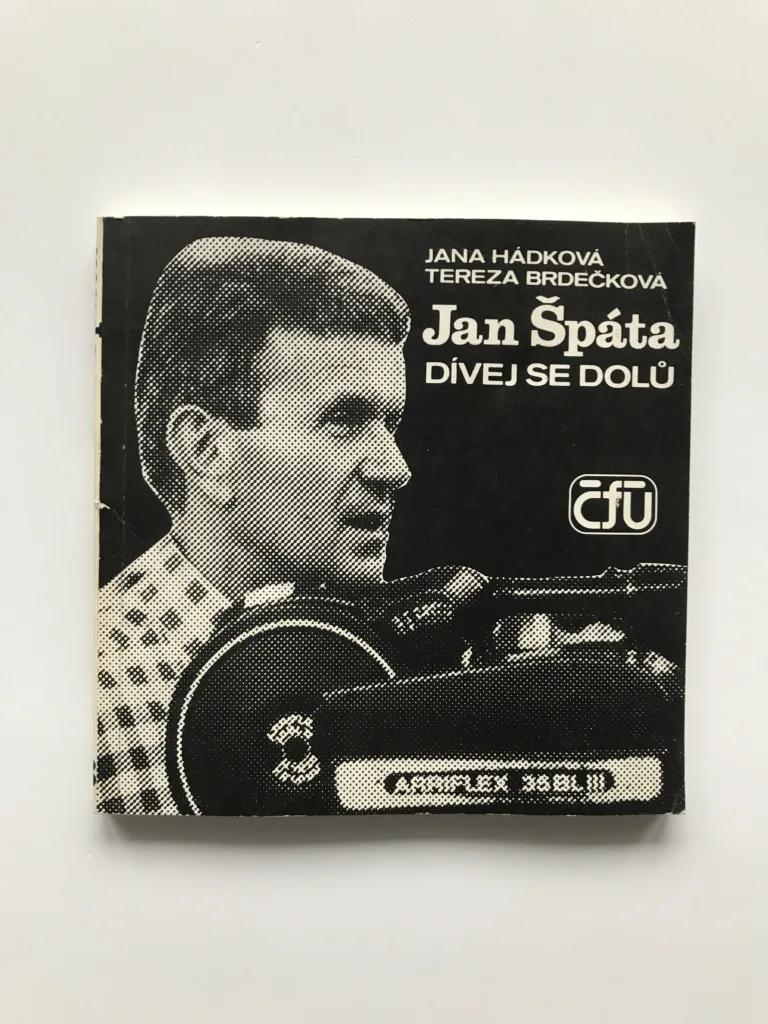 JANA HÁDKOVÁ
TEREZA BRDEČKOVÁ
Jan Špáta
DÍVEJ SE DOLŮ
čfú
ARRIFLEX 35 BL III